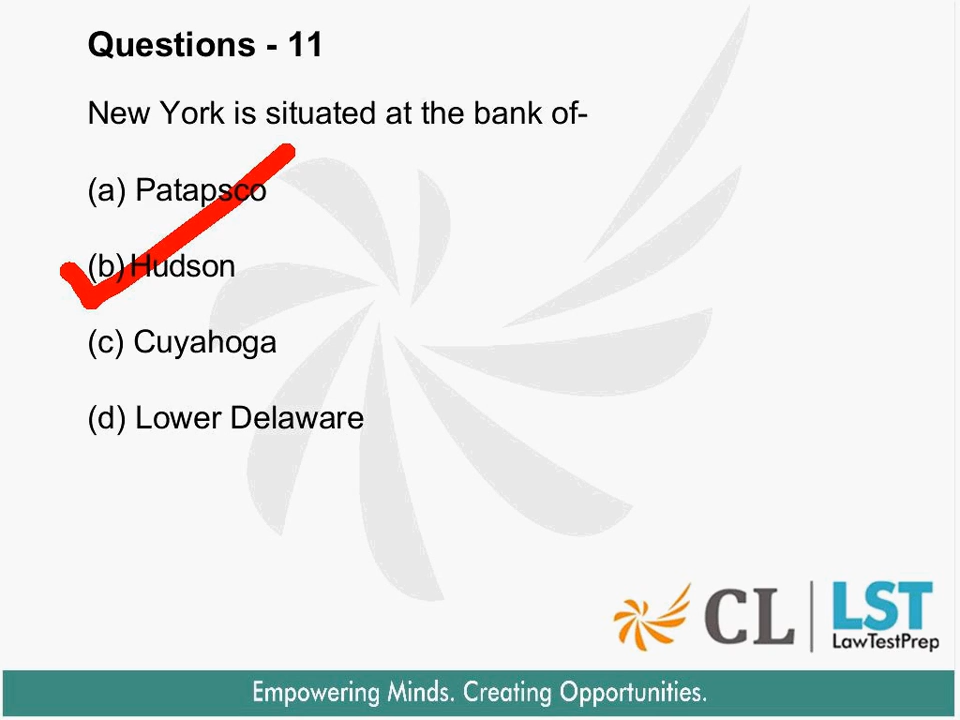 Questions - 11
New York is situated at the bank of-
(a) Patapsco
(b) Hudson
(c) Cuyahoga
(d) Lower Delaware
CL | LST
LawTestPrep
Empowering Minds. Creating Opportunities.